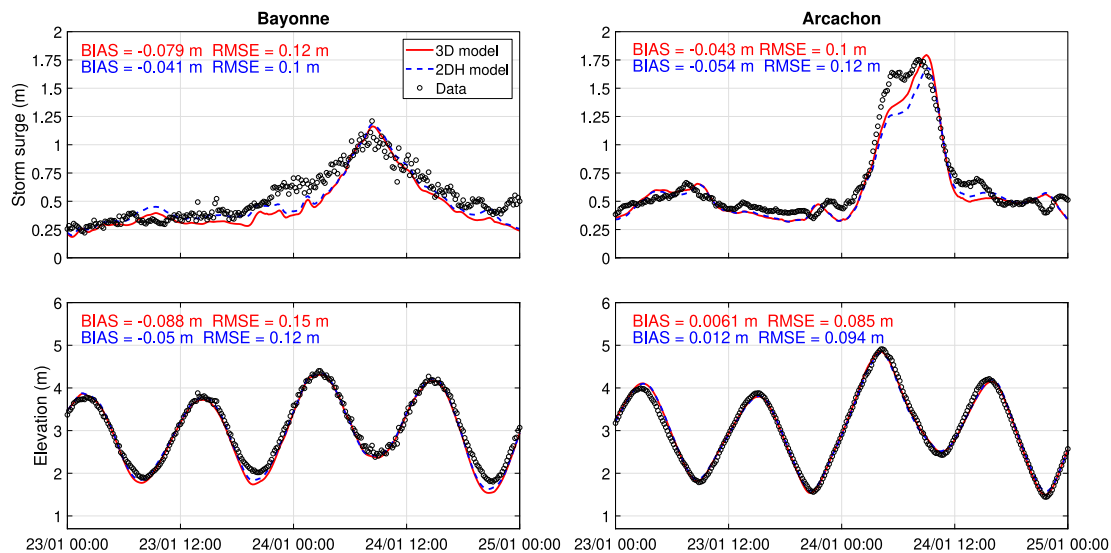 Bayonne
Storm surge (m)
2
1.75
1.5
1.25
1
0.75
0.5
0.25
0
BIAS = -0.079 m  RMSE = 0.12 m
BIAS = -0.041 m  RMSE = 0.1 m
3D model
2DH model
Data
Arcachon
2
1.75
1.5
1.25
1
0.75
0.5
0.25
0
BIAS = -0.043 m RMSE = 0.1 m
BIAS = -0.054 m  RMSE = 0.12 m
Elevation (m)
6
5
4
3
2
1
BIAS = -0.088 m  RMSE = 0.15 m
BIAS = -0.05 m  RMSE = 0.12 m
23/01 00:00 23/01 12:00 24/01 00:00 24/01 12:00 25/01 00:00
6
5
4
3
2
1
BIAS = 0.0061 m  RMSE = 0.085 m
BIAS = 0.012 m  RMSE = 0.094 m
23/01 00:00 23/01 12:00 24/01 00:00 24/01 12:00 25/01 00:00